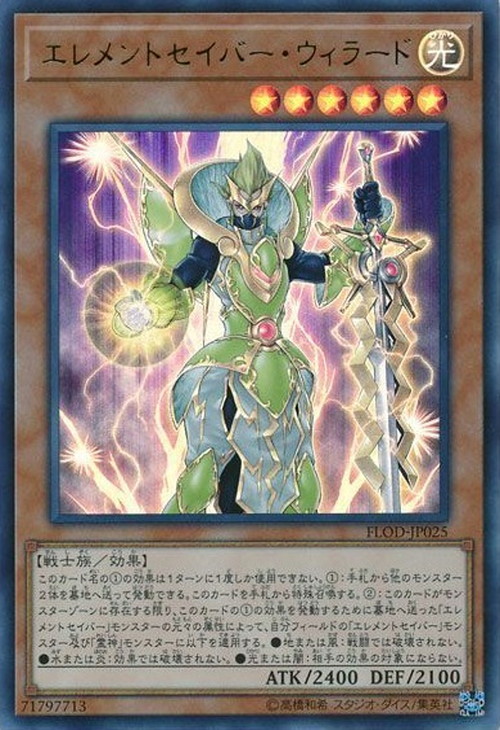 エレメントセイバー・ウィラード
光
FLOD-JP025
【戦士族／効果】
このカード名の①の効果は1ターンに1度しか使用できない。①：手札から他のモンスター
2体を墓地へ送って発動できる。このカードを手札から特殊召喚する。②：このカードがモ
ンスターゾーンに存在する限り、このカードの①の効果を発動するために墓地へ送った「エレ
メントセイバー」モンスターの元々の属性によって、自分フィールドの「エレメントセイバー」モン
スター及び「霊神」モンスターに以下を適用する。●地または風：戦闘では破壊されない。
●水または炎：効果では破壊されない。●光または闇：相手の効果の対象にならない。
ATK/2400 DEF/2100
71797713
©高橋和希 スタジオ・ダイス/集英社